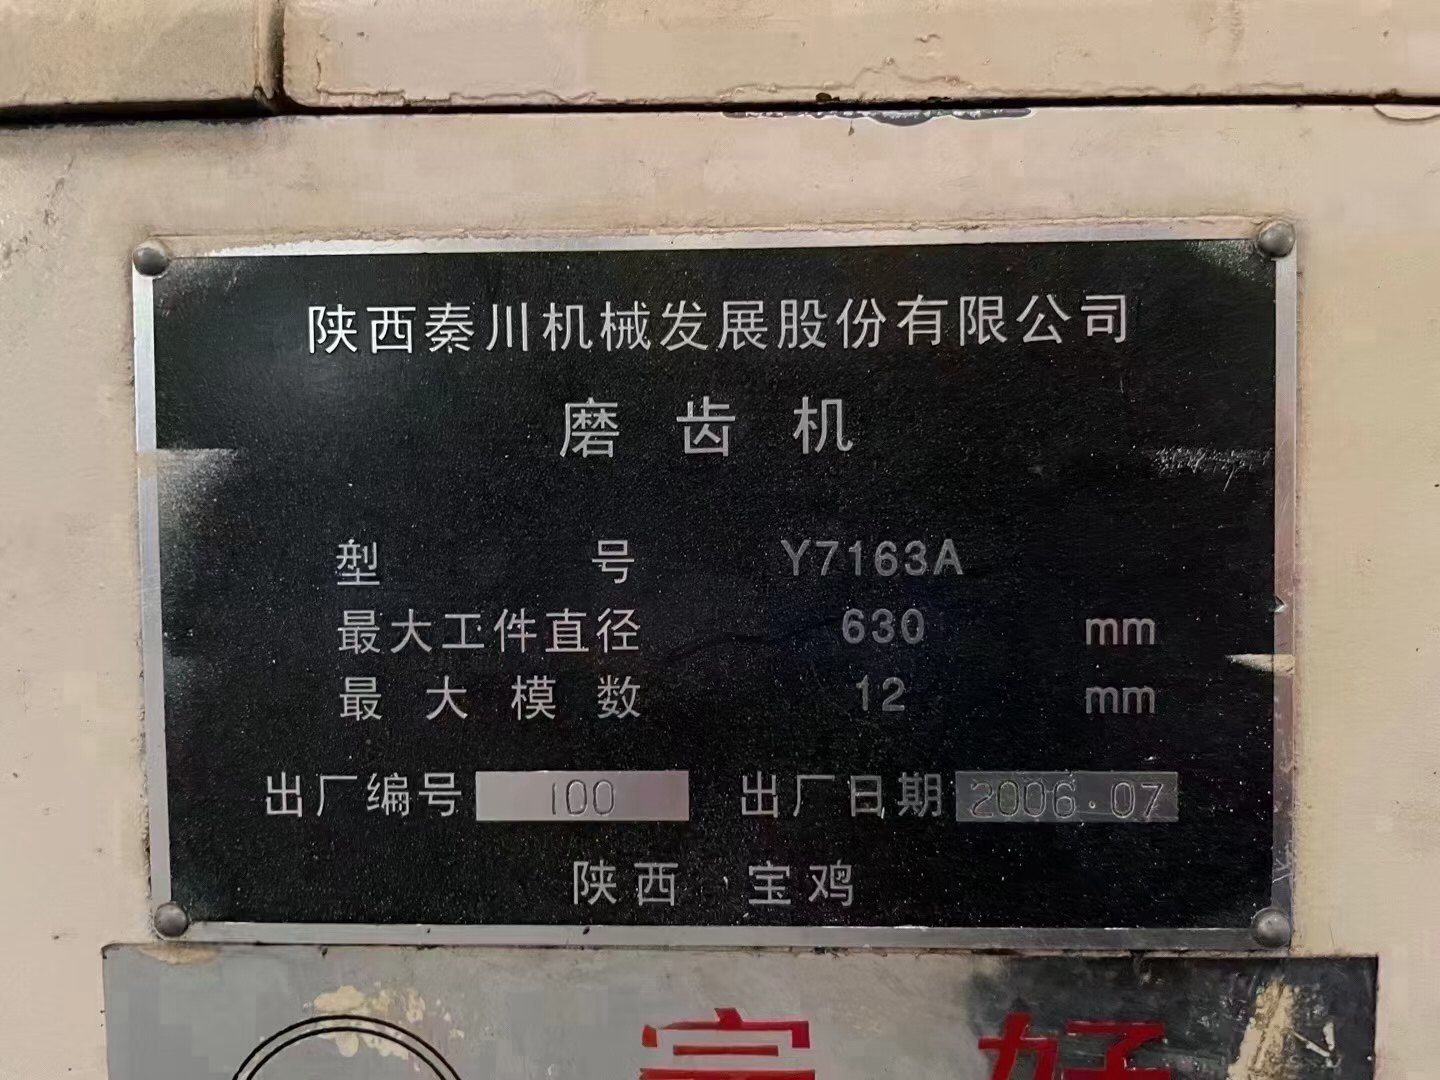 陕西秦川机械发展股份有限公司
磨齿机
型号 Y7163A
最大工件直径 630 mm
最大模数 12 mm
出厂编号 100 出厂日期 2006.07
陕西 宝鸡
完好